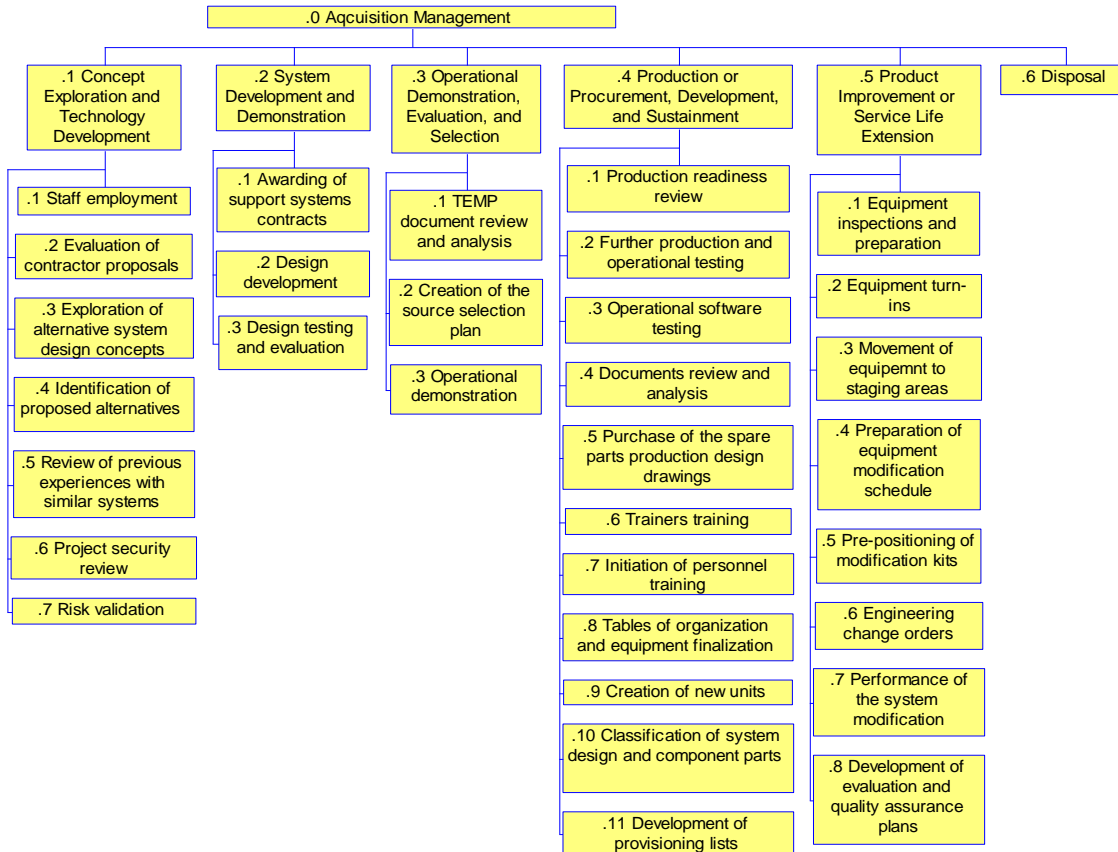 .0 Aqcuisition Management
.1 Concept
Exploration and
Technology
Development
.1 Staff employment
.2 Evaluation of
contractor proposals
.3 Exploration of
alternative system
design concepts
.4 Identification of
proposed alternatives
.5 Review of previous
experiences with
similar systems
.6 Project security
review
.7 Risk validation
.2 System
Development and
Demonstration
.1 Awarding of
support systems
contracts
.2 Design
development
.3 Design testing
and evaluation
.3 Operational
Demonstration,
Evaluation, and
Selection
.1 TEMP
document review
and analysis
.2 Creation of the
source selection
plan
.3 Operational
demonstration
.4 Production or
Procurement, Development,
and Sustainment
.1 Production readiness
review
.2 Further production and
operational testing
.3 Operational software
testing
.4 Documents review and
analysis
.5 Purchase of the spare
parts production design
drawings
.6 Trainers training
.7 Initiation of personnel
training
.8 Tables of organization
and equipment finalization
.9 Creation of new units
.10 Classification of system
design and component parts
.11 Development of
provisioning lists
.5 Product
Improvement or
Service Life
Extension
.1 Equipment
inspections and
preparation
.2 Equipment turn-
ins
.3 Movement of
equipemnt to
staging areas
.4 Preparation of
equipment
modification
schedule
.5 Pre-positioning of
modification kits
.6 Engineering
change orders
.7 Performance of
the system
modification
.8 Development of
evaluation and
quality assurance
plans
.6 Disposal